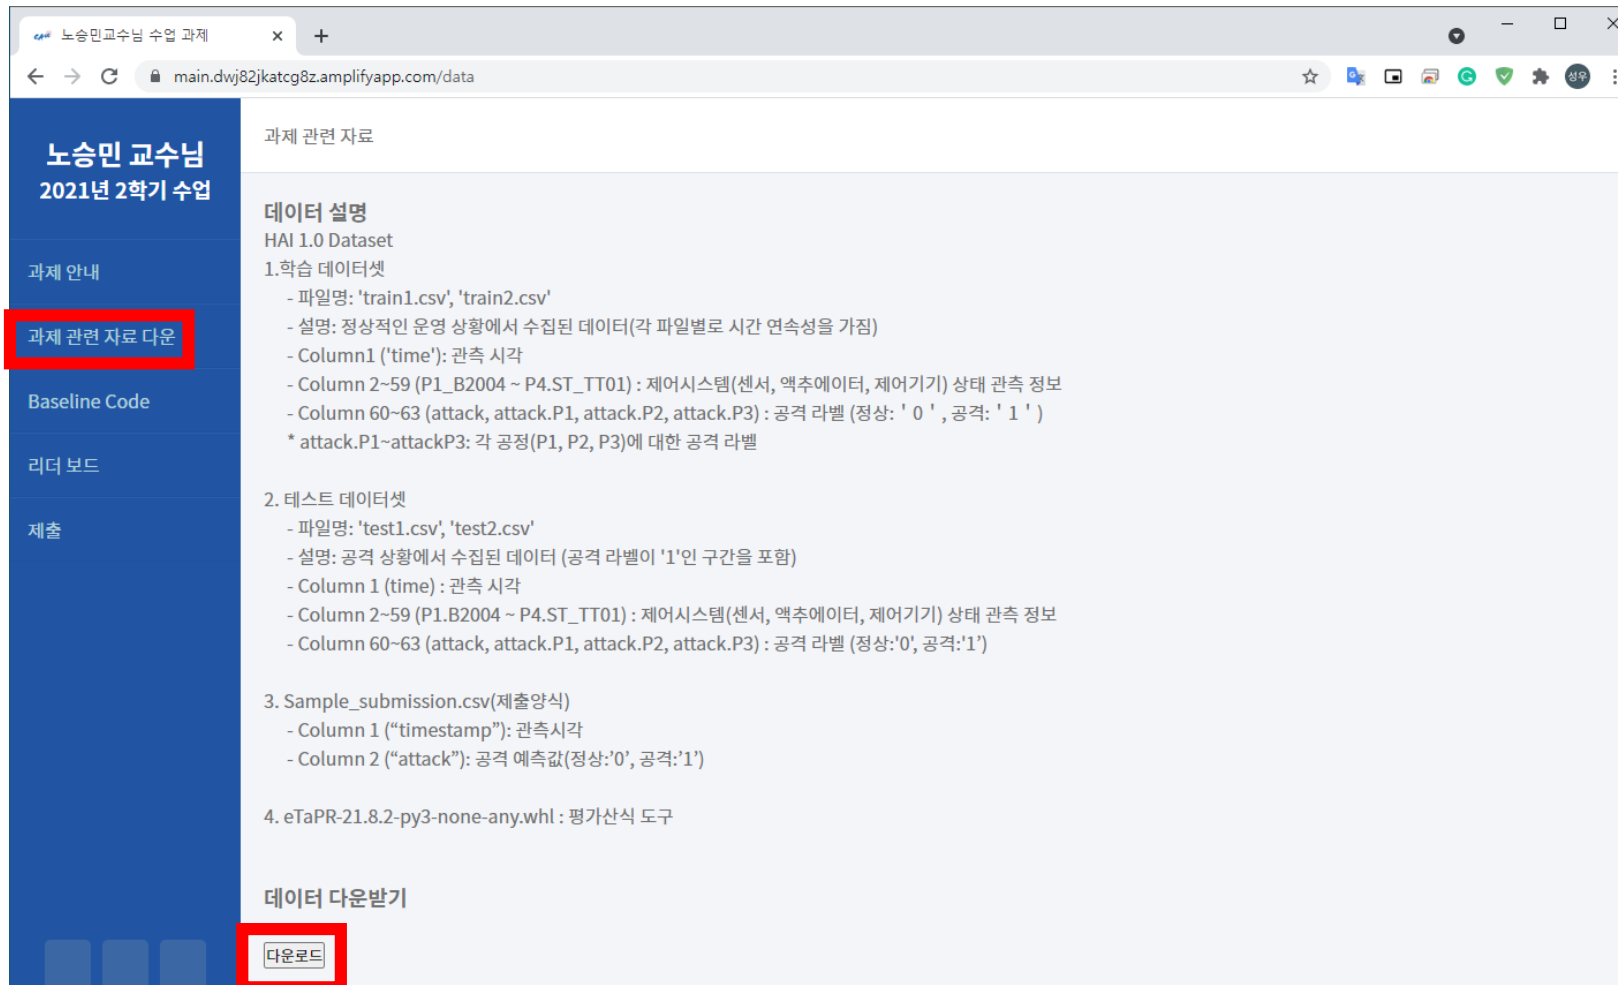 노승민교수님 수업 과제
main.dwj82jkatcg8z.amplifyapp.com/data
성우
노승민 교수님
2021년 2학기 수업
과제 안내
과제 관련 자료 다운
Baseline Code
리더 보드
제출
과제 관련 자료
데이터 설명
HAI 1.0 Dataset
1.학습 데이터셋
- 파일명: 'train1.csv', 'train2.csv'
- 설명: 정상적인 운영 상황에서 수집된 데이터(각 파일별로 시간 연속성을 가짐)
- Column1 ('time'): 관측 시각
- Column 2~59 (P1_B2004 ~ P4.ST_TT01) : 제어시스템(센서, 액추에이터, 제어기기) 상태 관측 정보
- Column 60~63 (attack, attack.P1, attack.P2, attack.P3) : 공격 라벨 (정상: ＇０＇, 공격: ＇１＇)
* attack.P1~attackP3: 각 공정(P1, P2, P3)에 대한 공격 라벨
2. 테스트 데이터셋
- 파일명: 'test1.csv', 'test2.csv'
- 설명: 공격 상황에서 수집된 데이터 (공격 라벨이 '1'인 구간을 포함)
- Column 1 (time) : 관측 시각
- Column 2~59 (P1.B2004 ~ P4.ST_TT01) : 제어시스템(센서, 액추에이터, 제어기기) 상태 관측 정보
- Column 60~63 (attack, attack.P1, attack.P2, attack.P3) : 공격 라벨 (정상:'0', 공격:'1’)
3. Sample_submission.csv(제출양식)
- Column 1 (“timestamp”): 관측시각
- Column 2 (“attack”): 공격 예측값(정상:’0’, 공격:’1’)
4. eTaPR-21.8.2-py3-none-any.whl : 평가산식 도구
데이터 다운받기
다운로드